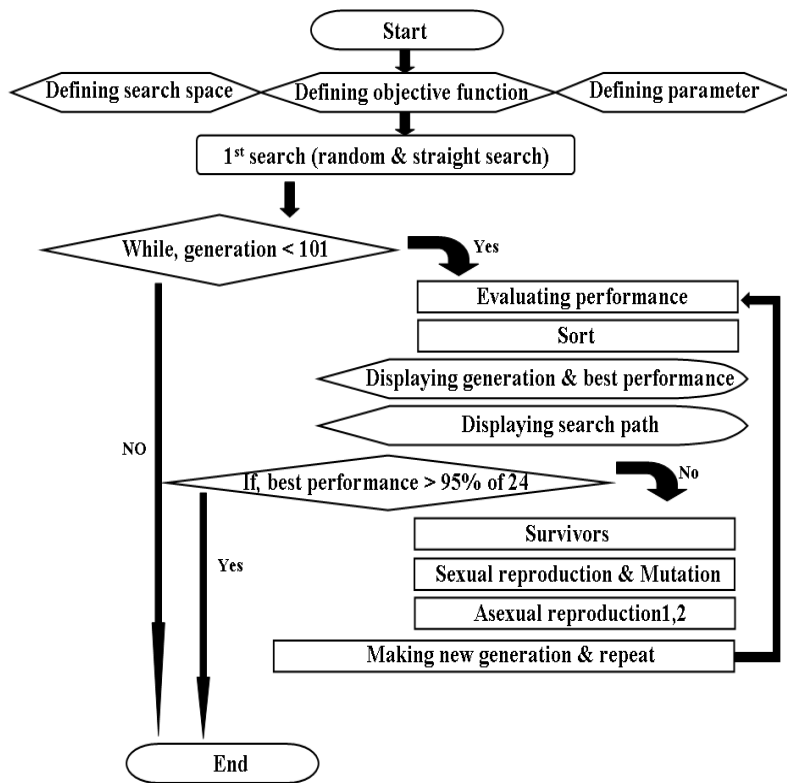 Start
Defining search space
Defining objective function
Defining parameter
1st search (random & straight search)
While, generation < 101
Yes
Evaluating performance
Sort
Displaying generation & best performance
Displaying search path
NO
If, best performance > 95% of 24
No
Survivors
Yes
Sexual reproduction & Mutation
Asexual reproduction1,2
Making new generation & repeat
End